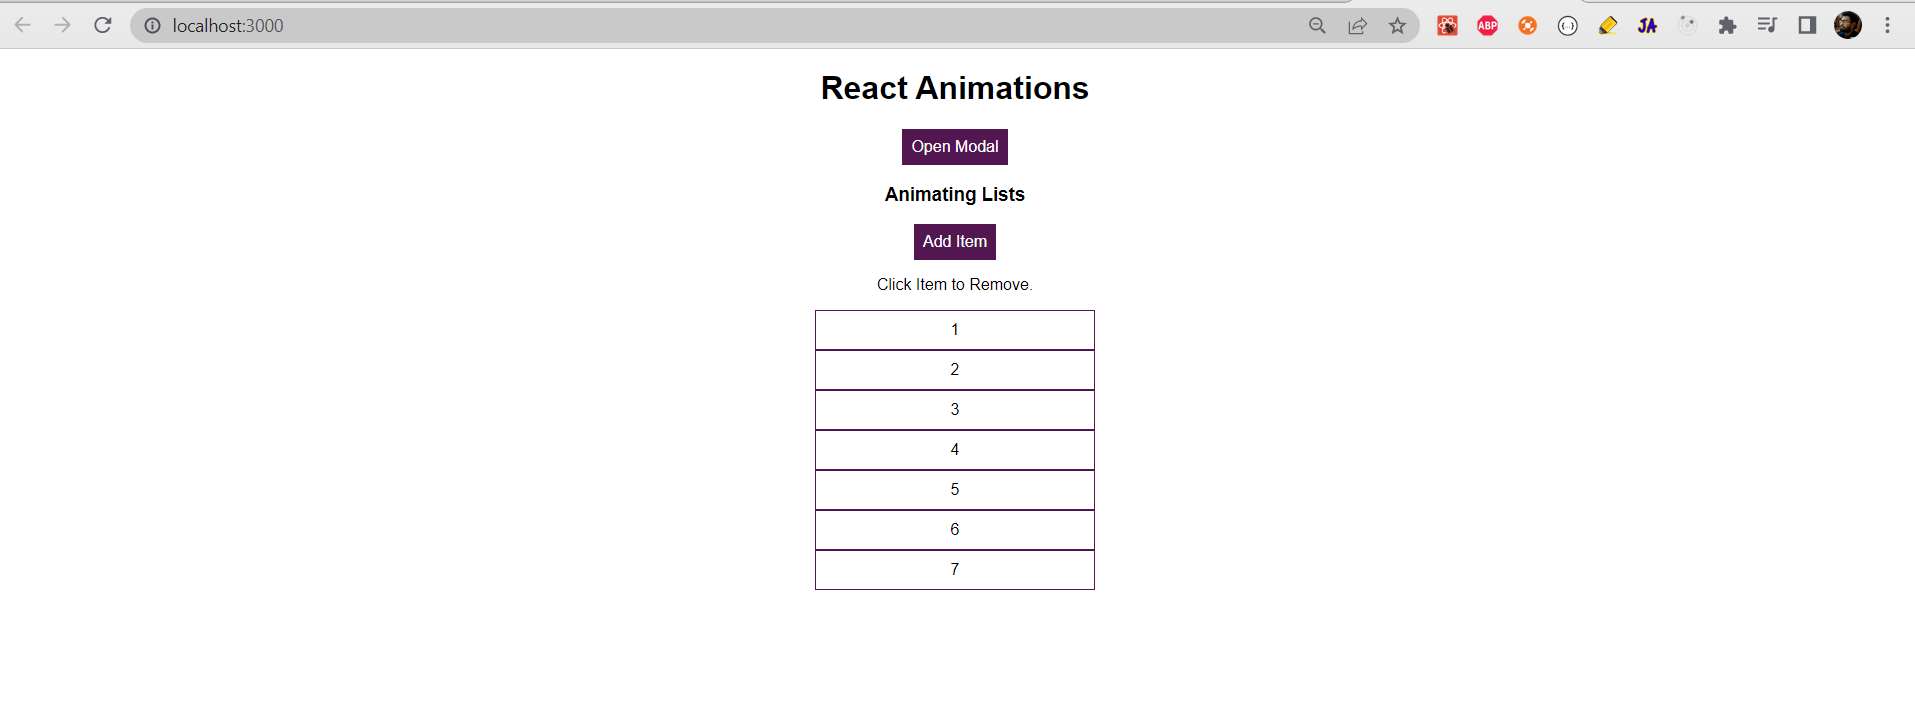 localhost:3000
ABP
JA
React Animations
Open Modal
Animating Lists
Add Item
Click Item to Remove.
1
2
3
4
5
6
7